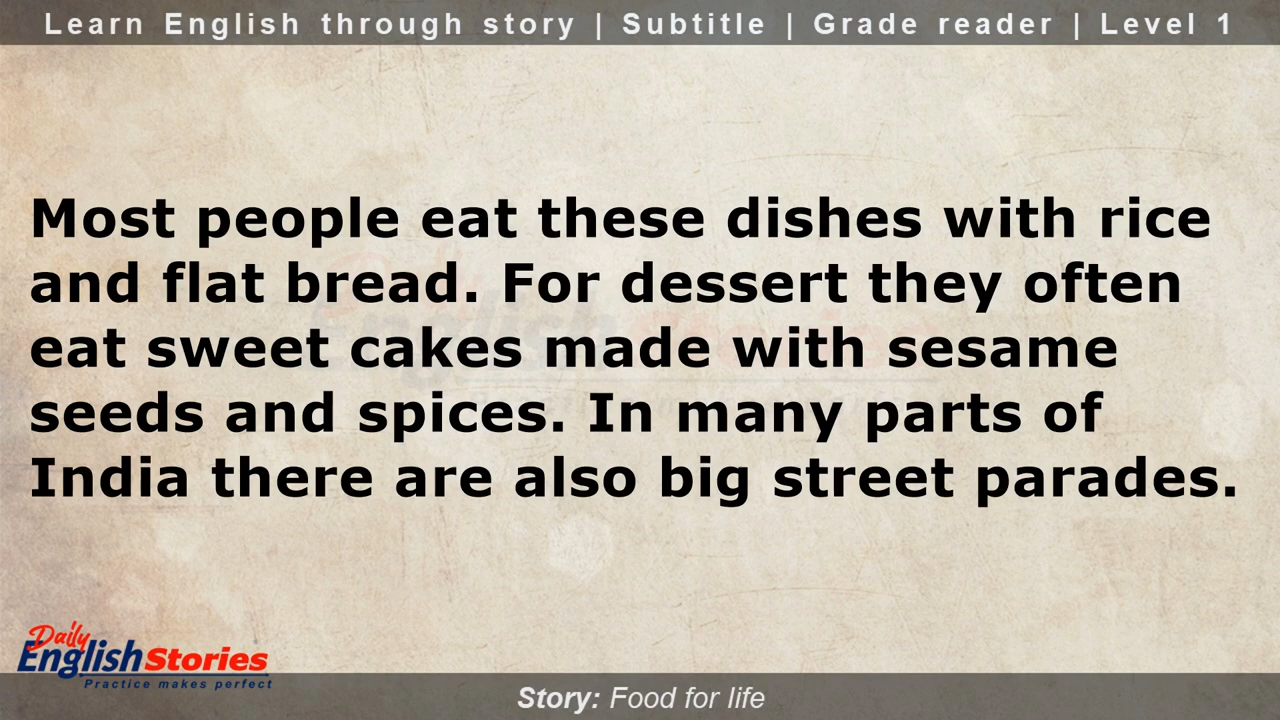 Learn English through story | Subtitle | Grade reader | Level 1
Most people eat these dishes with rice
and flat bread. For dessert they often
eat sweet cakes made with sesame
seeds and spices. In many parts of
India there are also big street parades.
Daily
English Stories
Practice makes perfect
Story: Food for life